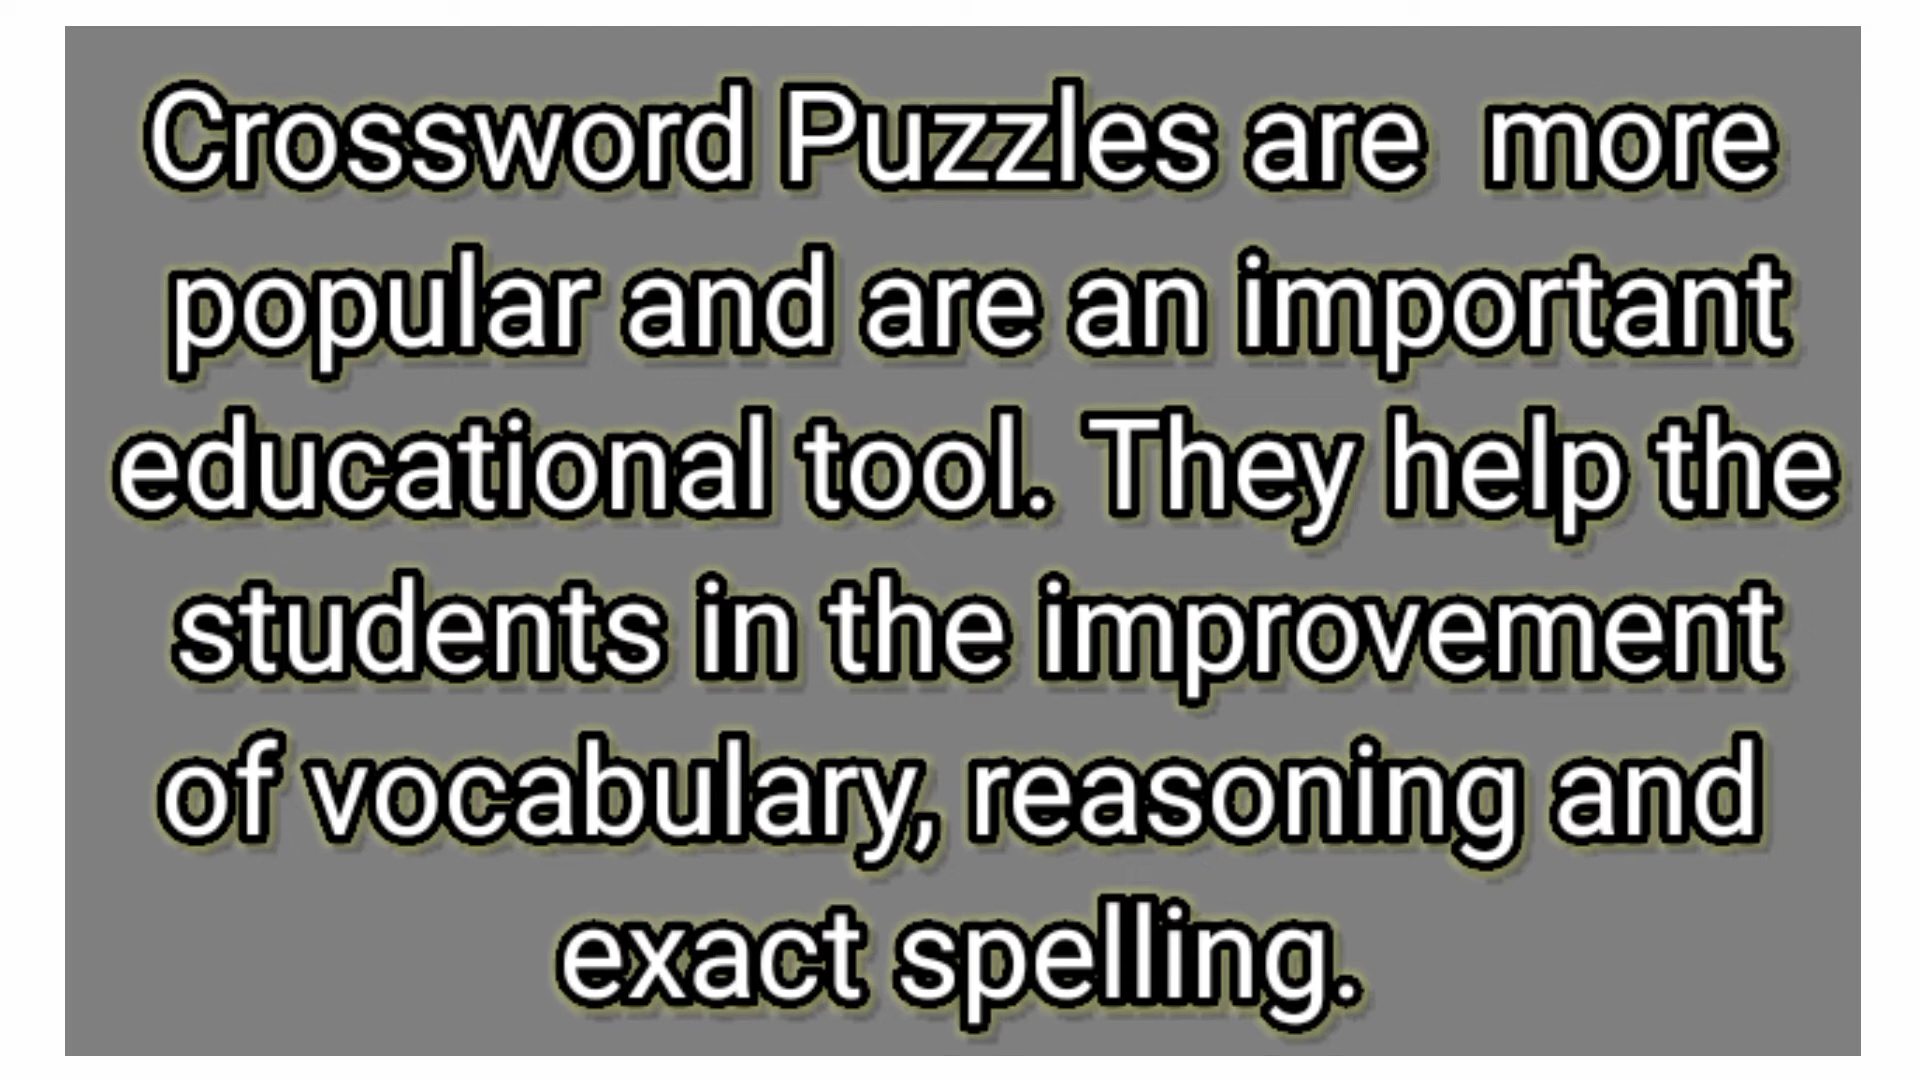 Crossword Puzzles are  more
popular and are an important
educational tool. They help the
students in the improvement
of vocabulary, reasoning and
exact spelling.